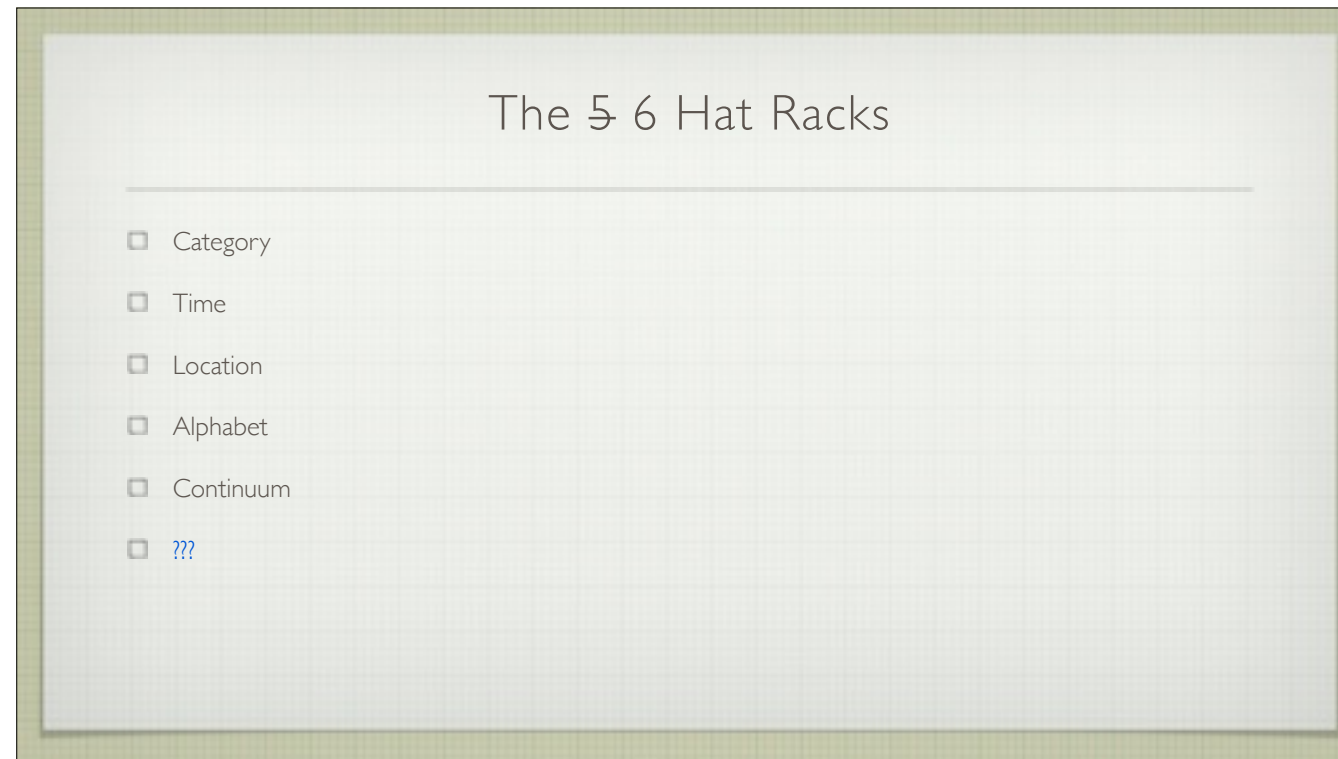 The 5 6 Hat Racks
Category
Time
Location
Alphabet
Continuum
???